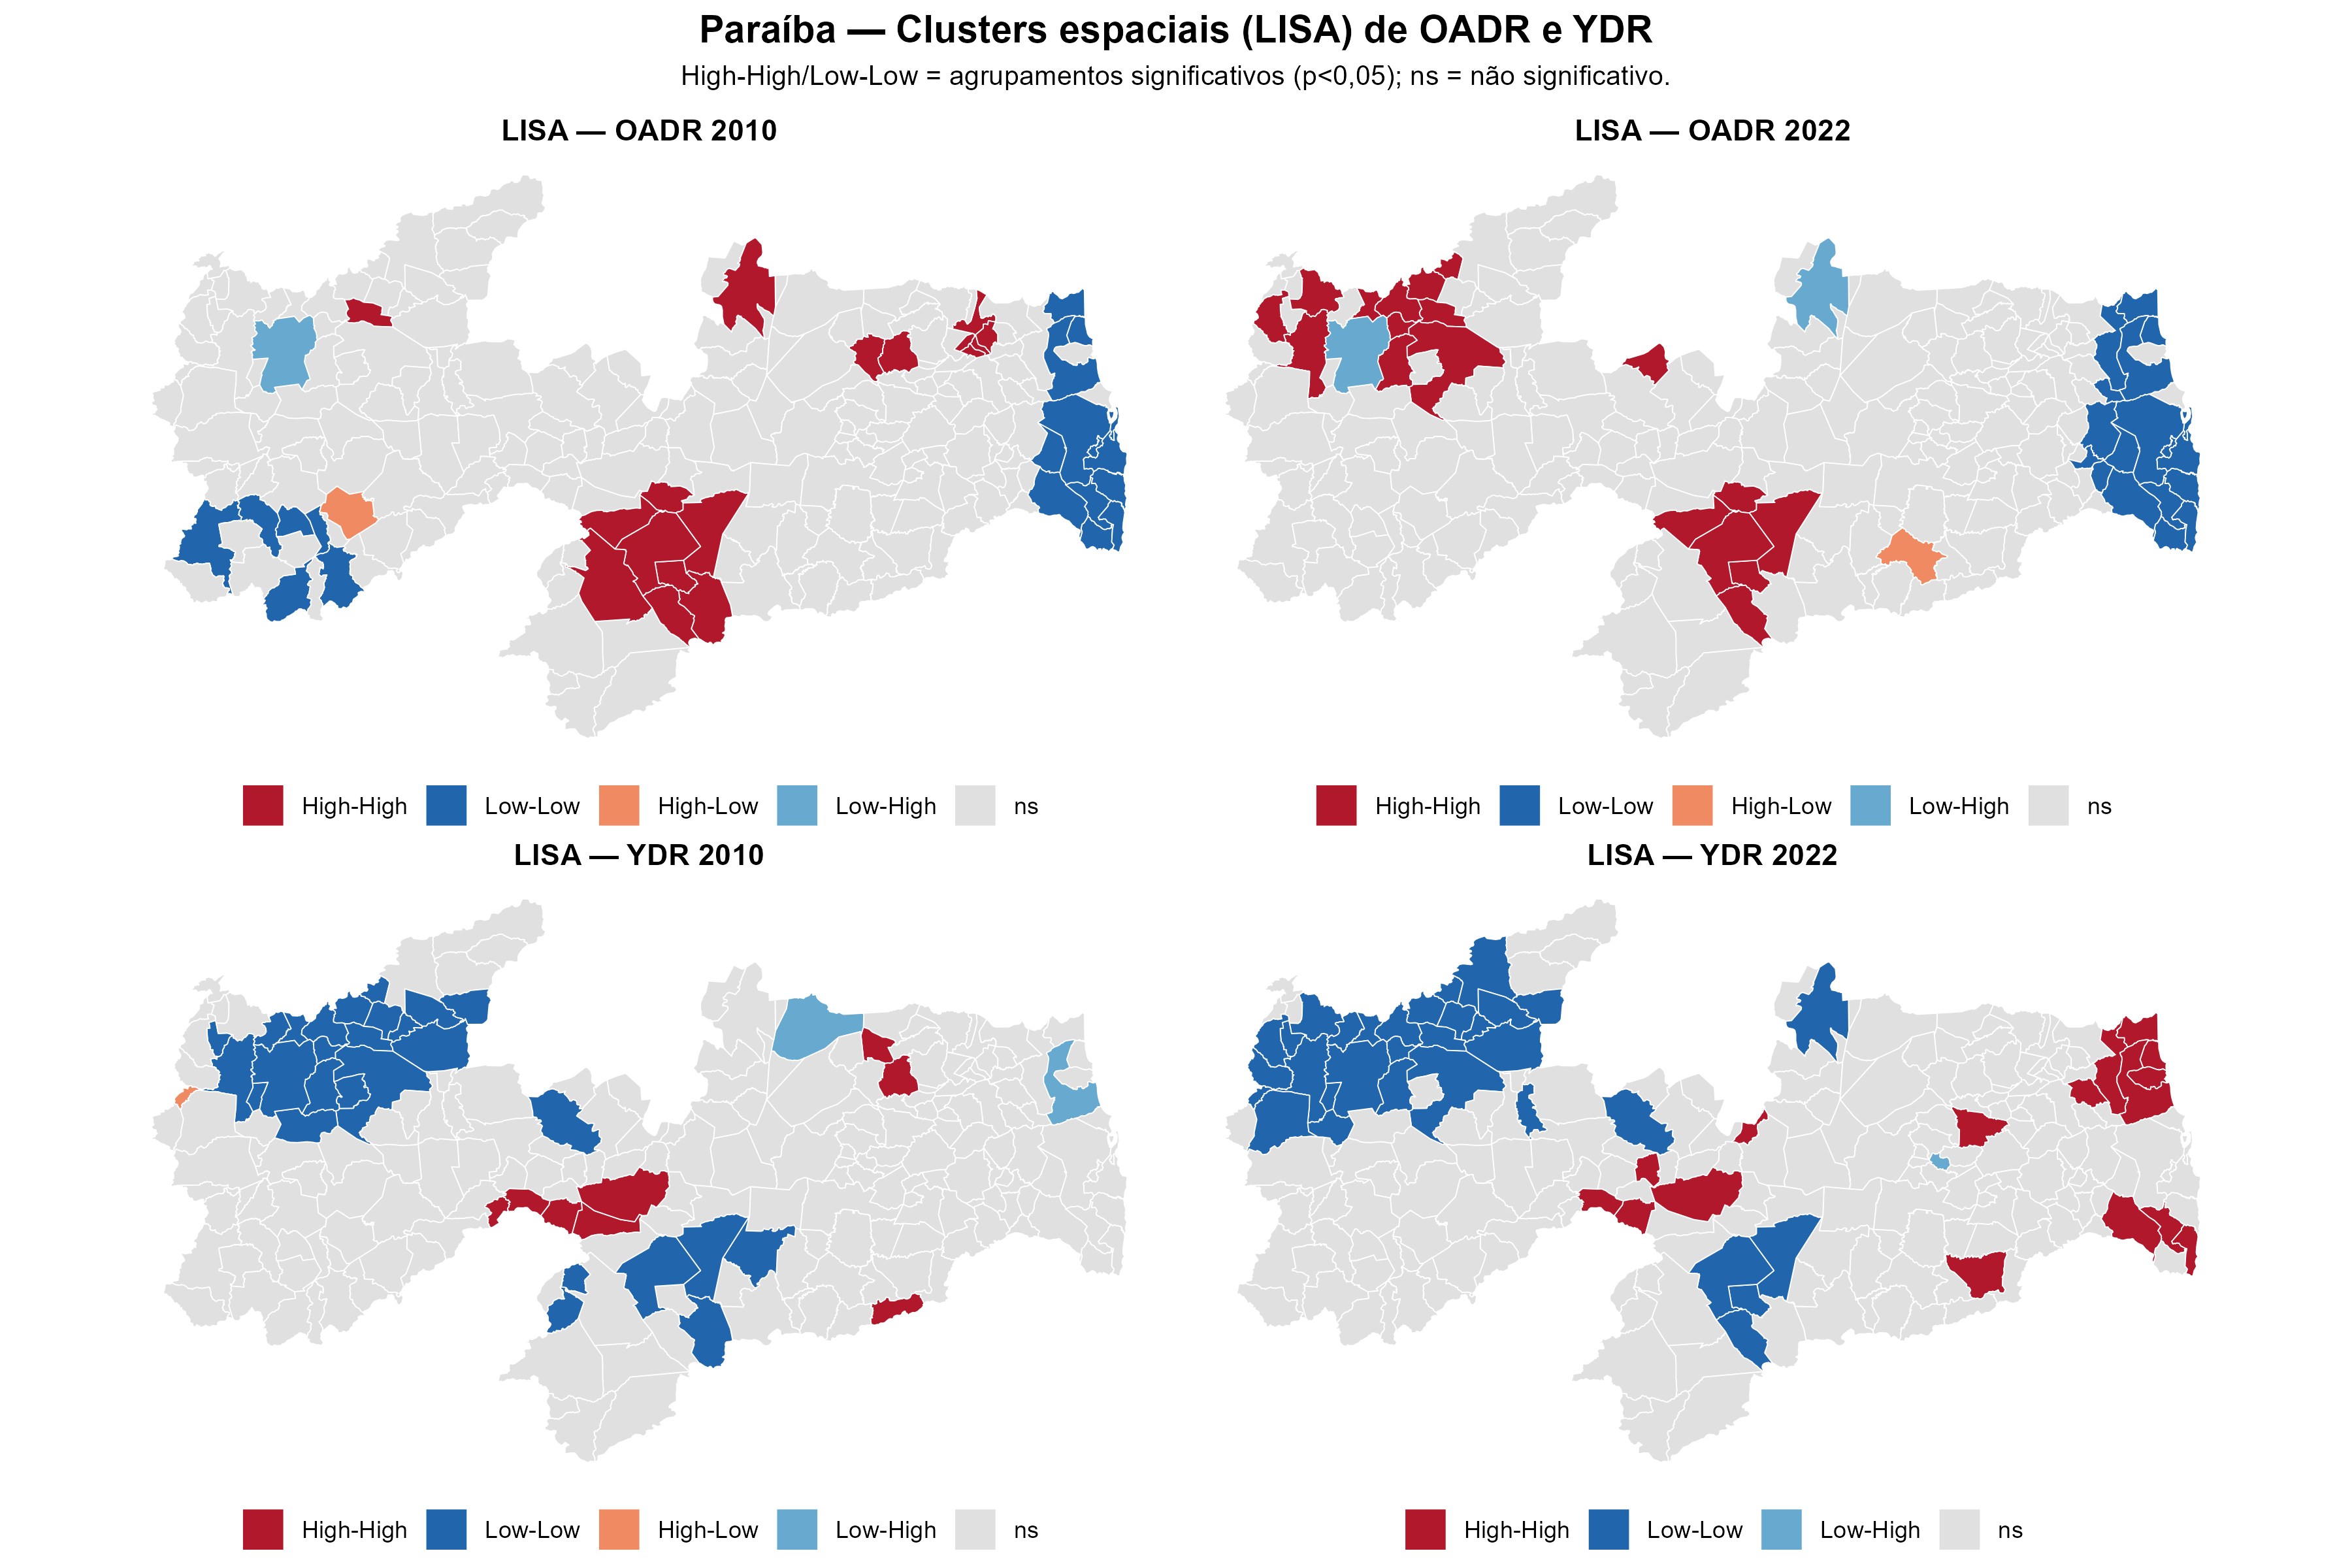 Paraíba — Clusters espaciais (LISA) de OADR e YDR
High-High/Low-Low = agrupamentos significativos (p<0,05); ns = não significativo.
LISA — OADR 2010
LISA — OADR 2022
High-High Low-Low High-Low Low-High ns
High-High Low-Low High-Low Low-High ns
LISA — YDR 2010
LISA — YDR 2022
High-High Low-Low High-Low Low-High ns
High-High Low-Low Low-High ns